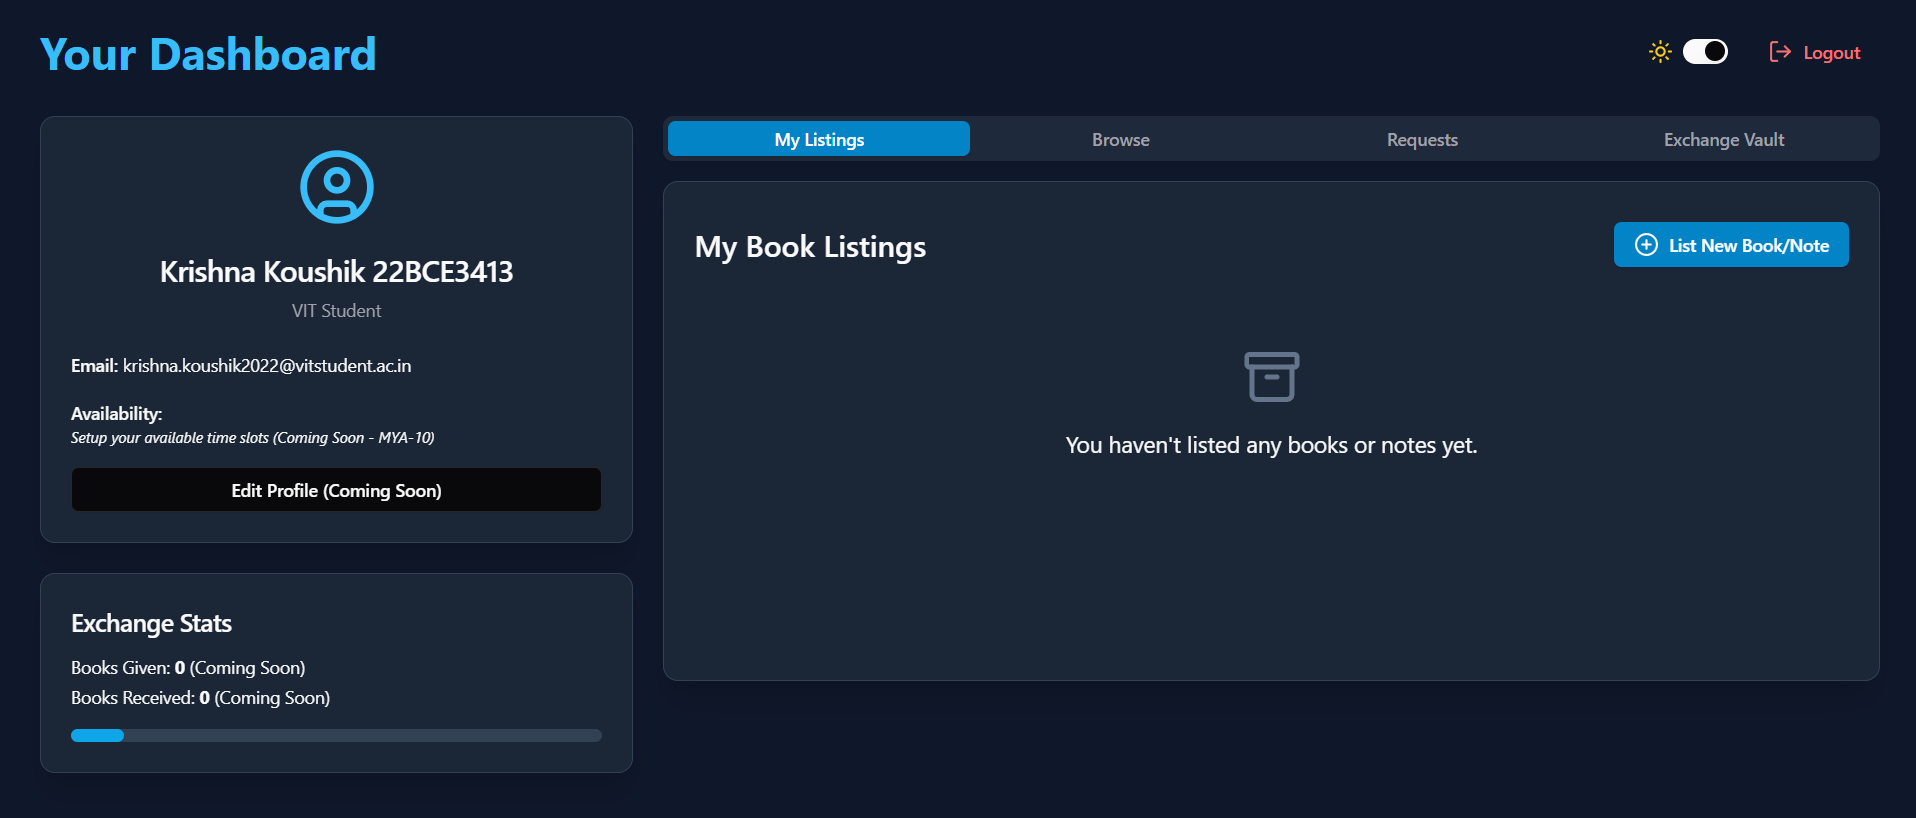 Your Dashboard
Logout
Krishna Koushik 22BCE3413
VIT Student
Email: krishna.koushik2022@vitstudent.ac.in
Availability:
Setup your available time slots (Coming Soon - MYA-10)
Edit Profile (Coming Soon)
Exchange Stats
Books Given: 0 (Coming Soon)
Books Received: 0 (Coming Soon)
My Listings
Browse
Requests
Exchange Vault
My Book Listings
List New Book/Note
You haven't listed any books or notes yet.